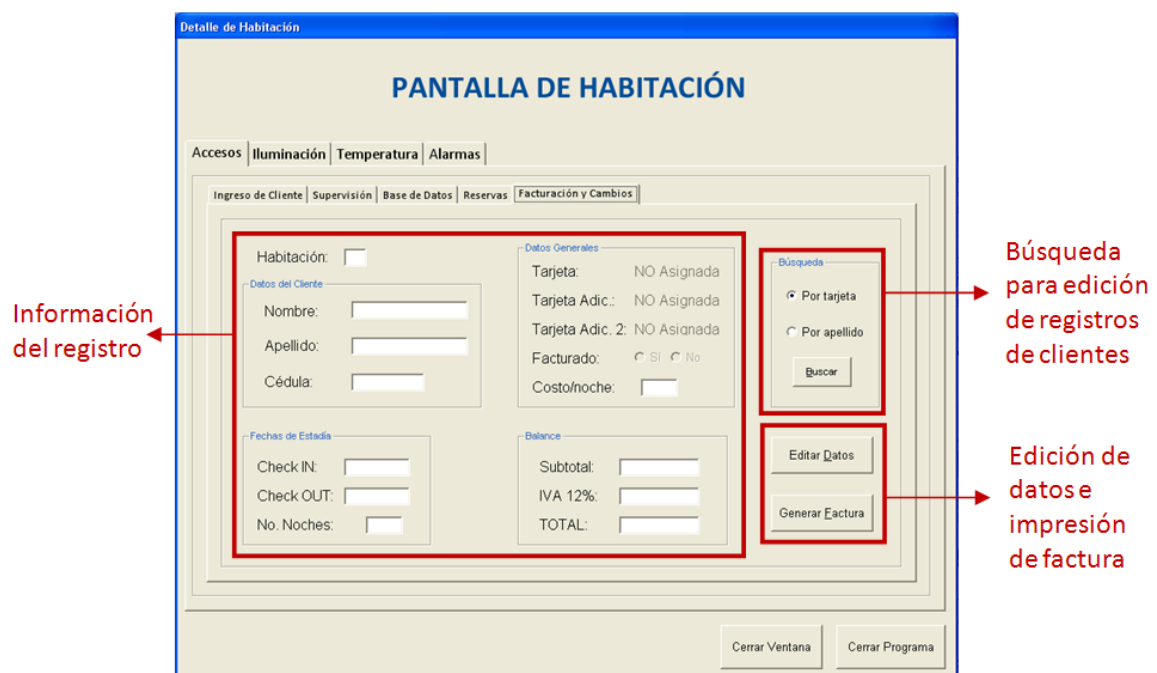 Detalle de Habitación
PANTALLA DE HABITACIÓN
Accesos Iluminación Temperatura Alarmas
Ingreso de Cliente Supervisión Base de Datos Reservas Facturación y Cambios
Habitación:
Datos del Cliente
Nombre:
Apellido:
Cédula:
Datos Generales
Tarjeta: NO Asignada
Tarjeta Adic.: NO Asignada
Tarjeta Adic. 2: NO Asignada
Facturado: Sí No
Costo/noche:
Fechas de Estadía
Check IN:
Check OUT:
No. Noches:
Balance
Subtotal:
IVA 12%:
TOTAL:
Búsqueda
Por tarjeta
Por apellido
Buscar
Editar Datos
Generar Factura
Cerrar Ventana Cerrar Programa
Información
del registro
Búsqueda
para edición
de registros
de clientes
Edición de
datos e
impresión
de factura